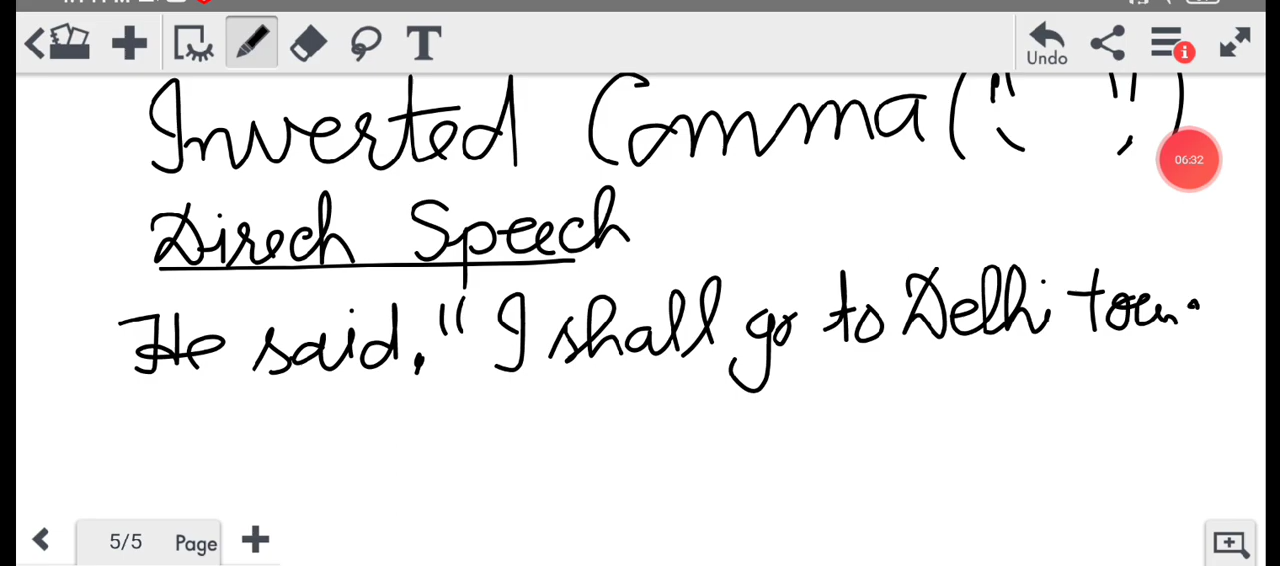 Undo
Inverted Comma (" ")
06:32
Direch Speech
He said, " I shall go to Delhi
5/5 Page